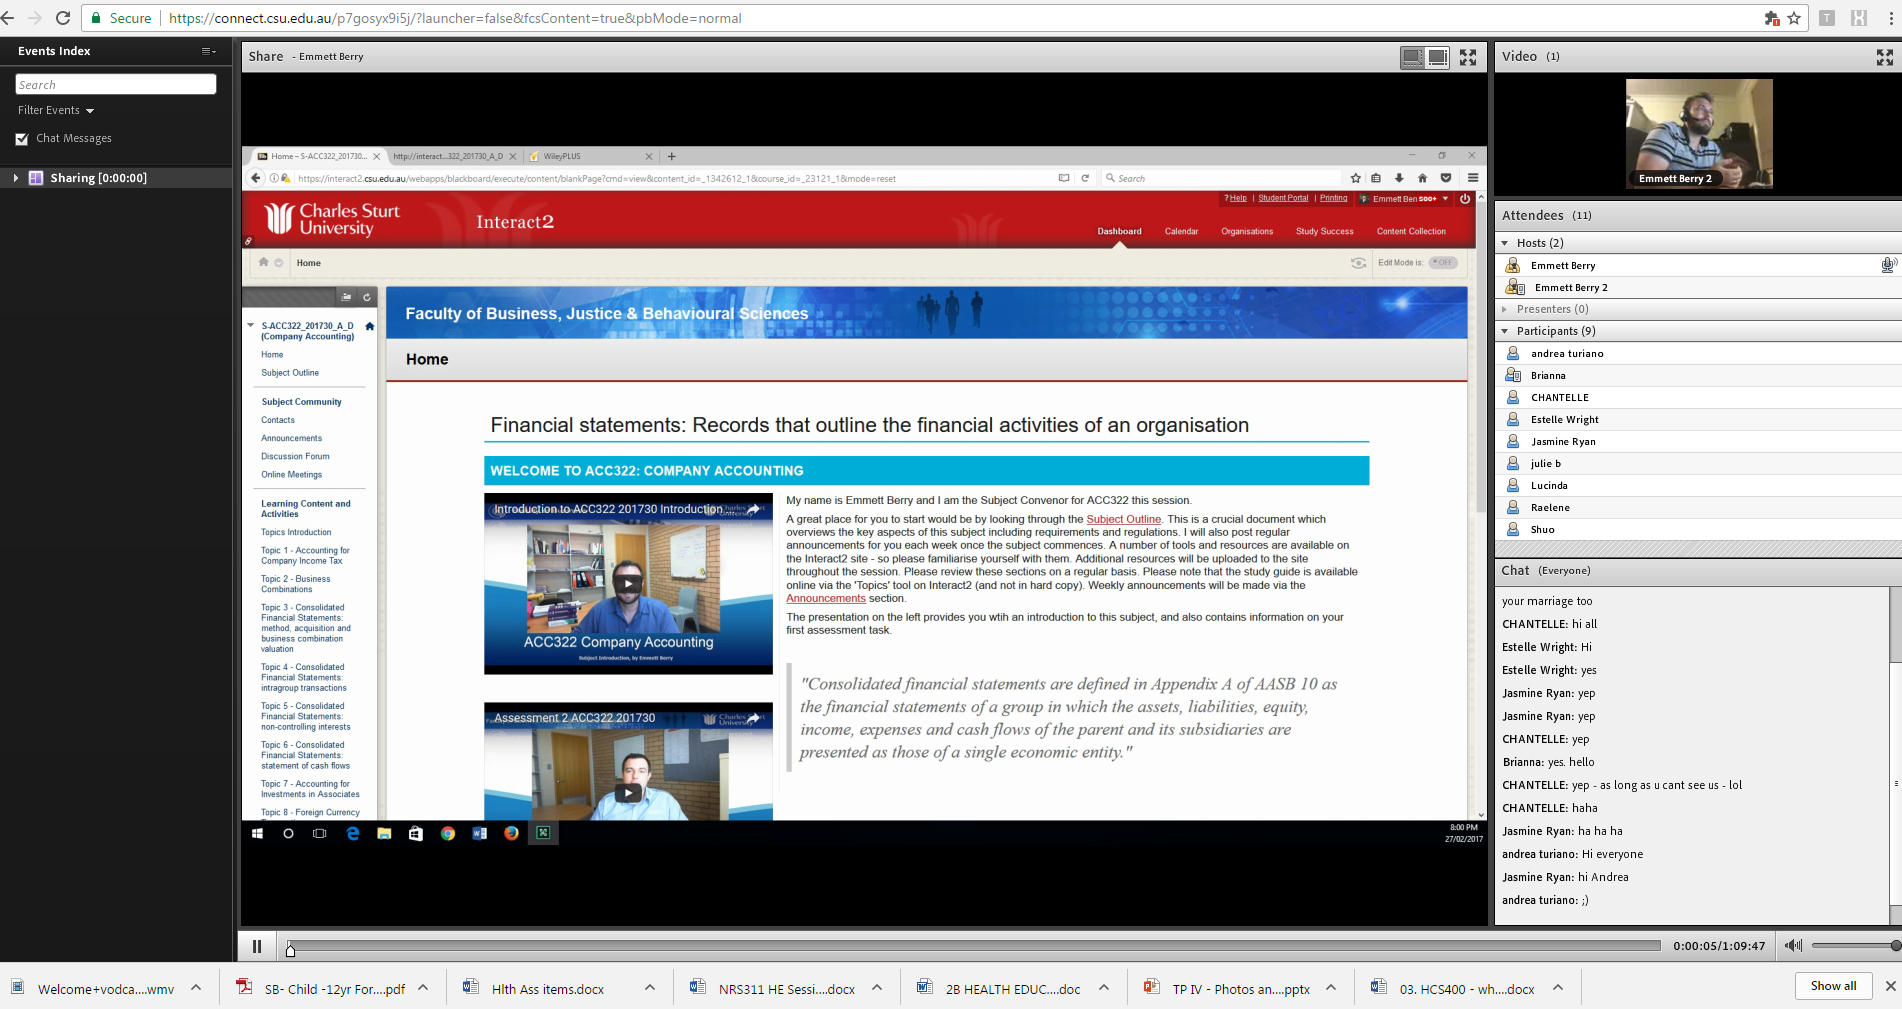 Secure
https://connect.csu.edu.au/p7gosyx9i5j/?launcher=false&fcsContent=true&pbMode=normal
T
Events Index
Search
Filter Events
Chat Messages
Sharing [0:00:00]
Share - Emmett Berry
Home – S-ACC322_201730...
http://interact...322_201730_A_D
WileyPLUS
https://interact2.csu.edu.au/webapps/blackboard/execute/content/blankPage?cmd=view&content_id=_1342612_1&course_id=_23121_1&mode=reset
Search
Charles Sturt
University
Interact2
? Help | Student Portal | Printing
Emmett Berr 500+
Dashboard
Calendar
Organisations
Study Success
Content Collection
Home
Edit Mode is: OFF
S-ACC322_201730_A_D
(Company Accounting)
Home
Subject Outline
Subject Community
Contacts
Announcements
Discussion Forum
Online Meetings
Learning Content and
Activities
Topics Introduction
Topic 1 - Accounting for
Company Income Tax
Topic 2 - Business
Combinations
Topic 3 - Consolidated
Financial Statements:
method, acquisition and
business combination
valuation
Topic 4 - Consolidated
Financial Statements:
intragroup transactions
Topic 5 - Consolidated
Financial Statements:
non-controlling interests
Topic 6 - Consolidated
Financial Statements:
statement of cash flows
Topic 7 - Accounting for
Investments in Associates
Topic 8 - Foreign Currency
Faculty of Business, Justice & Behavioural Sciences
Home
Financial statements: Records that outline the financial activities of an organisation
WELCOME TO ACC322: COMPANY ACCOUNTING
Introduction to ACC322 201730 Introduction...
ACC322 Company Accounting
Subject Introduction, by Emmett Berry
Assessment 2 ACC322 201730
Charles Sturt
University
My name is Emmett Berry and I am the Subject Convenor for ACC322 this session.
A great place for you to start would be by looking through the Subject Outline. This is a crucial document which
overviews the key aspects of this subject including requirements and regulations. I will also post regular
announcements for you each week once the subject commences. A number of tools and resources are available on
the Interact2 site - so please familiarise yourself with them. Additional resources will be uploaded to the site
throughout the session. Please review these sections on a regular basis. Please note that the study guide is available
online via the 'Topics' tool on Interact2 (and not in hard copy). Weekly announcements will be made via the
Announcements section.
The presentation on the left provides you wtih an introduction to this subject, and also contains information on your
first assessment task.
"Consolidated financial statements are defined in Appendix A of AASB 10 as
the financial statements of a group in which the assets, liabilities, equity,
income, expenses and cash flows of the parent and its subsidiaries are
presented as those of a single economic entity."
8:00 PM
27/02/2017
Video (1)
Emmett Berry 2
Attendees (11)
Hosts (2)
Emmett Berry
Emmett Berry 2
Presenters (0)
Participants (9)
andrea turiano
Brianna
CHANTELLE
Estelle Wright
Jasmine Ryan
julie b
Lucinda
Raelene
Shuo
Chat (Everyone)
your marriage too
CHANTELLE: hi all
Estelle Wright: Hi
Estelle Wright: yes
Jasmine Ryan: yep
Jasmine Ryan: yep
CHANTELLE: yep
Brianna: yes. hello
CHANTELLE: yep - as long as u cant see us - lol
CHANTELLE: haha
Jasmine Ryan: ha ha ha
andrea turiano: Hi everyone
Jasmine Ryan: hi Andrea
andrea turiano: ;)
0:00:05/1:09:47
Welcome+vodca....wmv
SB- Child -12yr For....pdf
Hlth Ass items.docx
NRS311 HE Sessi....docx
2B HEALTH EDUC....doc
TP IV - Photos an....pptx
03. HCS400 - wh....docx
Show all